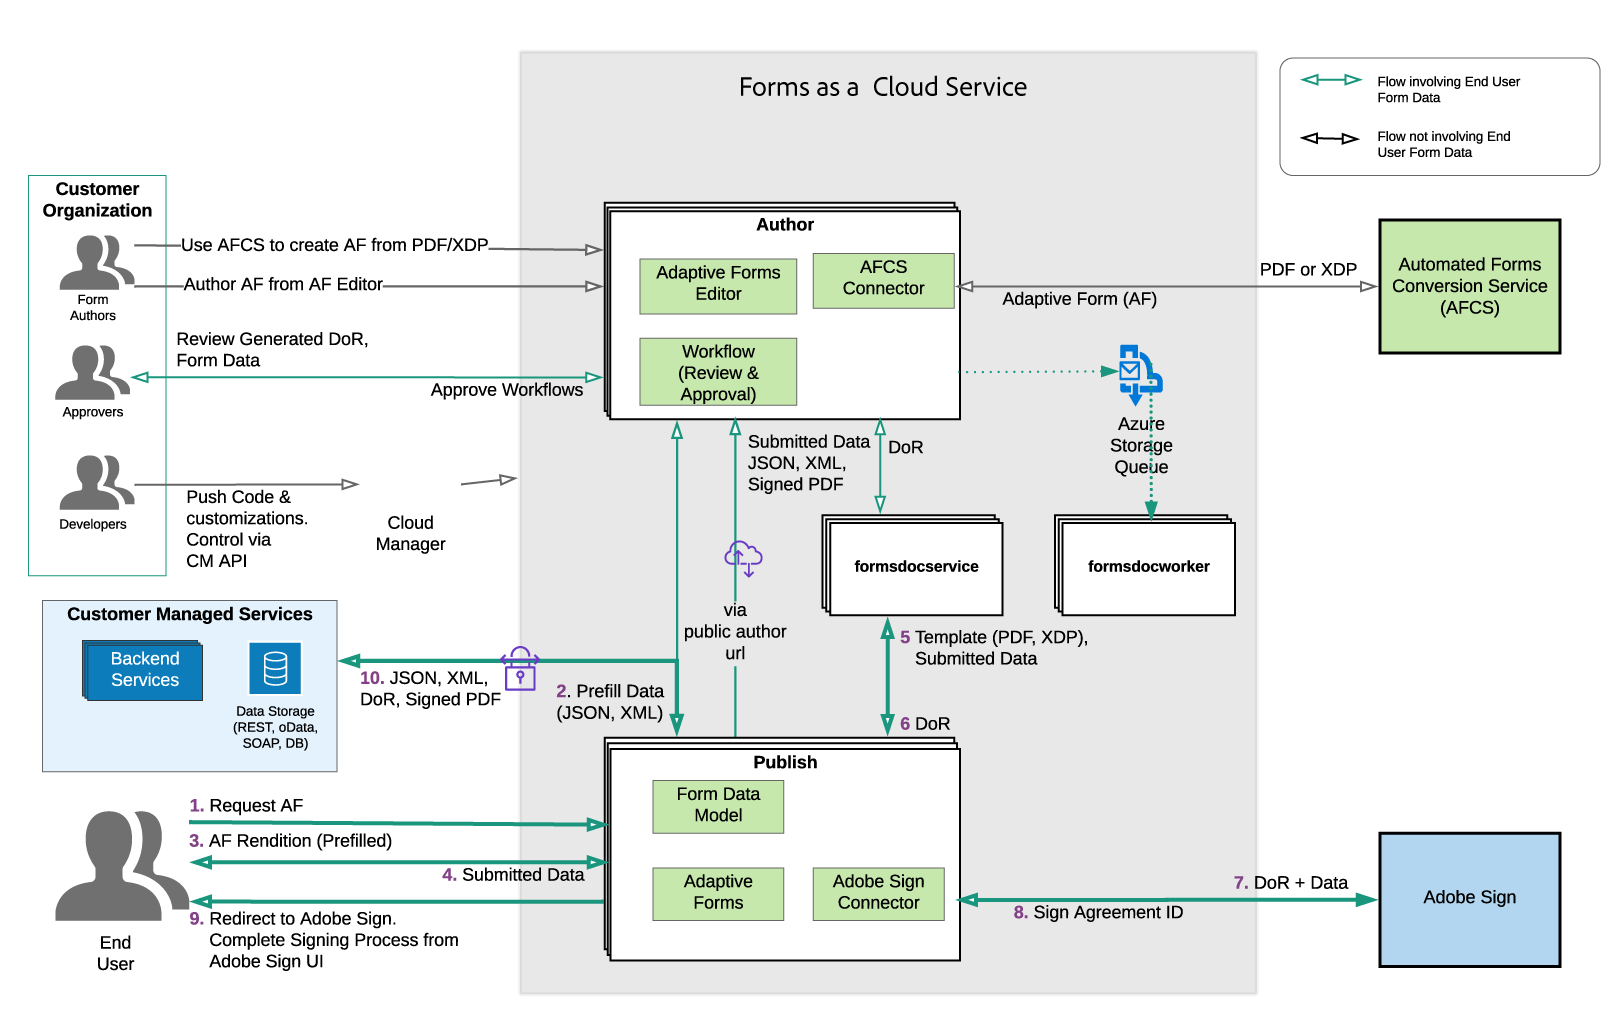 Forms as a Cloud Service
Flow involving End User
Form Data
Flow not involving End
User Form Data
Customer
Organization
Form
Authors
Approvers
Developers
Use AFCS to create AF from PDF/XDP
Author AF from AF Editor
Review Generated DoR,
Form Data
Approve Workflows
Push Code &
customizations.
Control via
CM API
Cloud
Manager
Author
Adaptive Forms
Editor
AFCS
Connector
Workflow
(Review &
Approval)
PDF or XDP
Adaptive Form (AF)
Automated Forms
Conversion Service
(AFCS)
Azure
Storage
Queue
Submitted Data
JSON, XML,
Signed PDF
DoR
formsdocservice
formsdocworker
via
public author
url
Customer Managed Services
Backend
Services
Data Storage
(REST, oData,
SOAP, DB)
10. JSON, XML,
DoR, Signed PDF
2. Prefill Data
(JSON, XML)
5 Template (PDF, XDP),
Submitted Data
6 DoR
Publish
Form Data
Model
Adaptive
Forms
Adobe Sign
Connector
1. Request AF
3. AF Rendition (Prefilled)
4. Submitted Data
9. Redirect to Adobe Sign.
Complete Signing Process from
Adobe Sign UI
End
User
7. DoR + Data
8. Sign Agreement ID
Adobe Sign